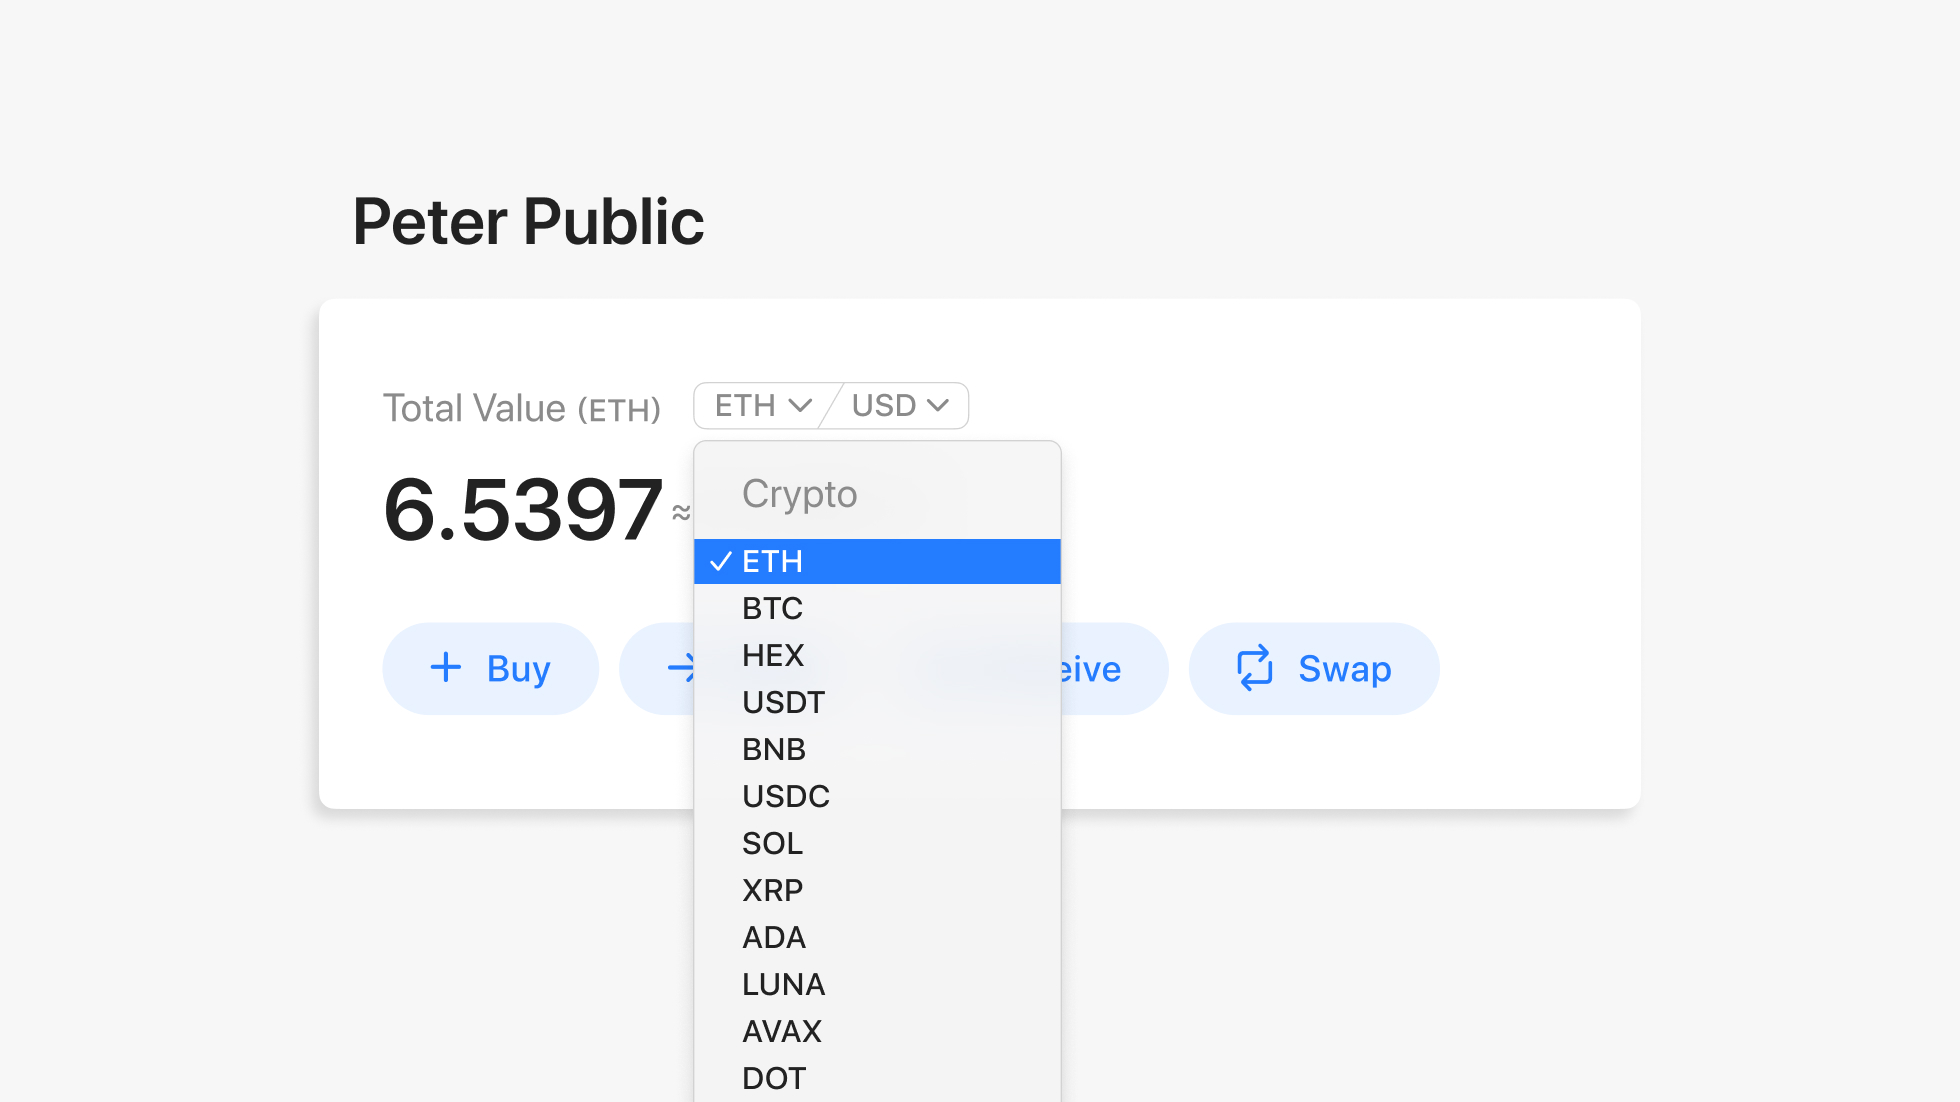 Peter Public
Total Value (ETH) ETH USD
6.5397 ≈
Crypto
✓ ETH
BTC
HEX
Buy eive Swap
USDT
BNB
USDC
SOL
XRP
ADA
LUNA
AVAX
DOT